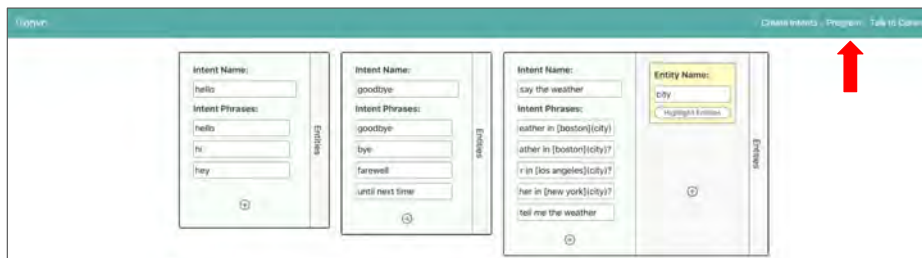 Convo
Create Intents
Program
Talk to Convo
Intent Name:
hello
Intent Phrases:
hello
hi
hey
Entities
Intent Name:
goodbye
Intent Phrases:
goodbye
bye
farewell
until next time
Entities
Intent Name:
say the weather
Intent Phrases:
eather in [boston](city)
ather in [boston](city)?
r in [los angeles](city)?
her in [new york](city)?
tell me the weather
Entity Name:
city
Highlight Entities
Entities